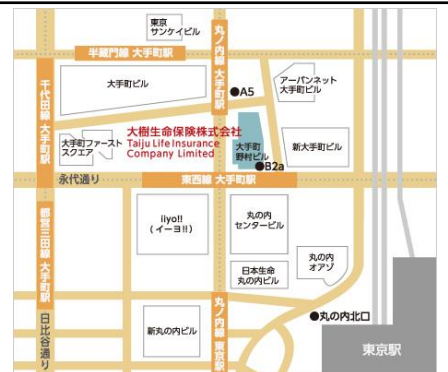 東京
サンケイビル
半蔵門線 大手町駅
丸ノ内線 大手町駅
千代田線 大手町駅
大手町ビル
●A5
アーバンネット
大手町ビル
大樹生命保険株式会社
Taiju Life Insurance
Company Limited
大手町ファースト
スクエア
大手町
野村ビル
新大手町ビル
●B2a
永代通り
東西線 大手町駅
都営三田線 大手町駅
iiyo!!
(イーヨ!!)
丸の内
センタービル
丸の内
オアゾ
日本生命
丸の内ビル
日比谷通り
新丸の内ビル
丸ノ内線 東京駅
●丸の内北口
東京駅